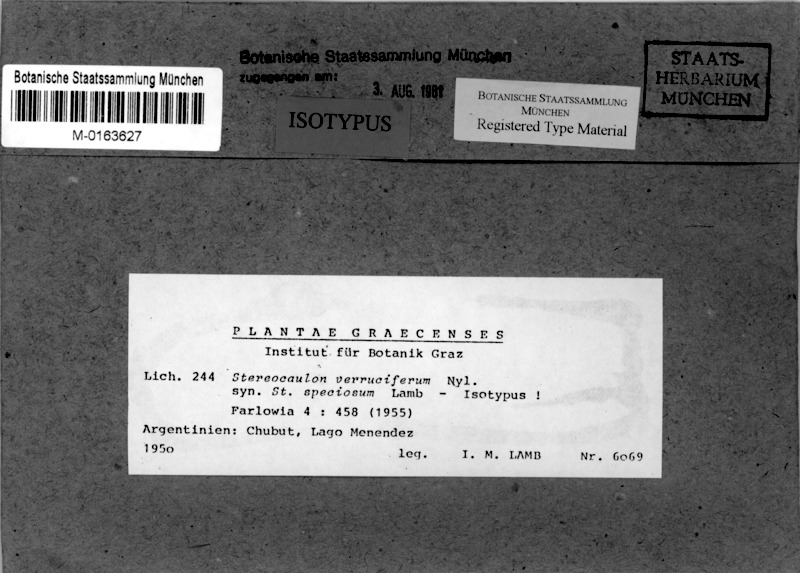 Botanische Staatssammlung München
M-0163627
Botanische Staatssammlung München
zugegangen am:
3. AUG. 1981
ISOTYPUS
BOTANISCHE STAATSSAMMLUNG
MÜNCHEN
Registered Type Material
STAATS-
HERBARIUM
MÜNCHEN
PLANTAE GRAECENSES
Institut für Botanik Graz
Lich. 244 Stereocaulon verruciferum Nyl.
syn. St. speciosum Lamb - Isotypus !
Farlowia 4 : 458 (1955)
Argentinien: Chubut, Lago Menendez
195o
leg. I. M. LAMB Nr. 6o69